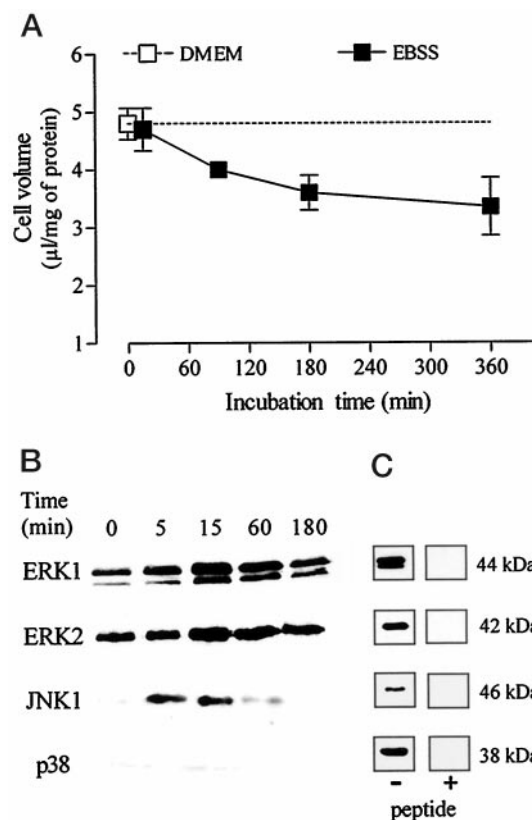 A
DMEM EBSS
Cell volume
(µl/mg of protein)
6
5
4
3
2
1
0 60 120 180 240 300 360
Incubation time (min)
B
Time
(min) 0 5 15 60 180
ERK1
ERK2
JNK1
p38
C
44 kDa
42 kDa
46 kDa
38 kDa
- +
peptide